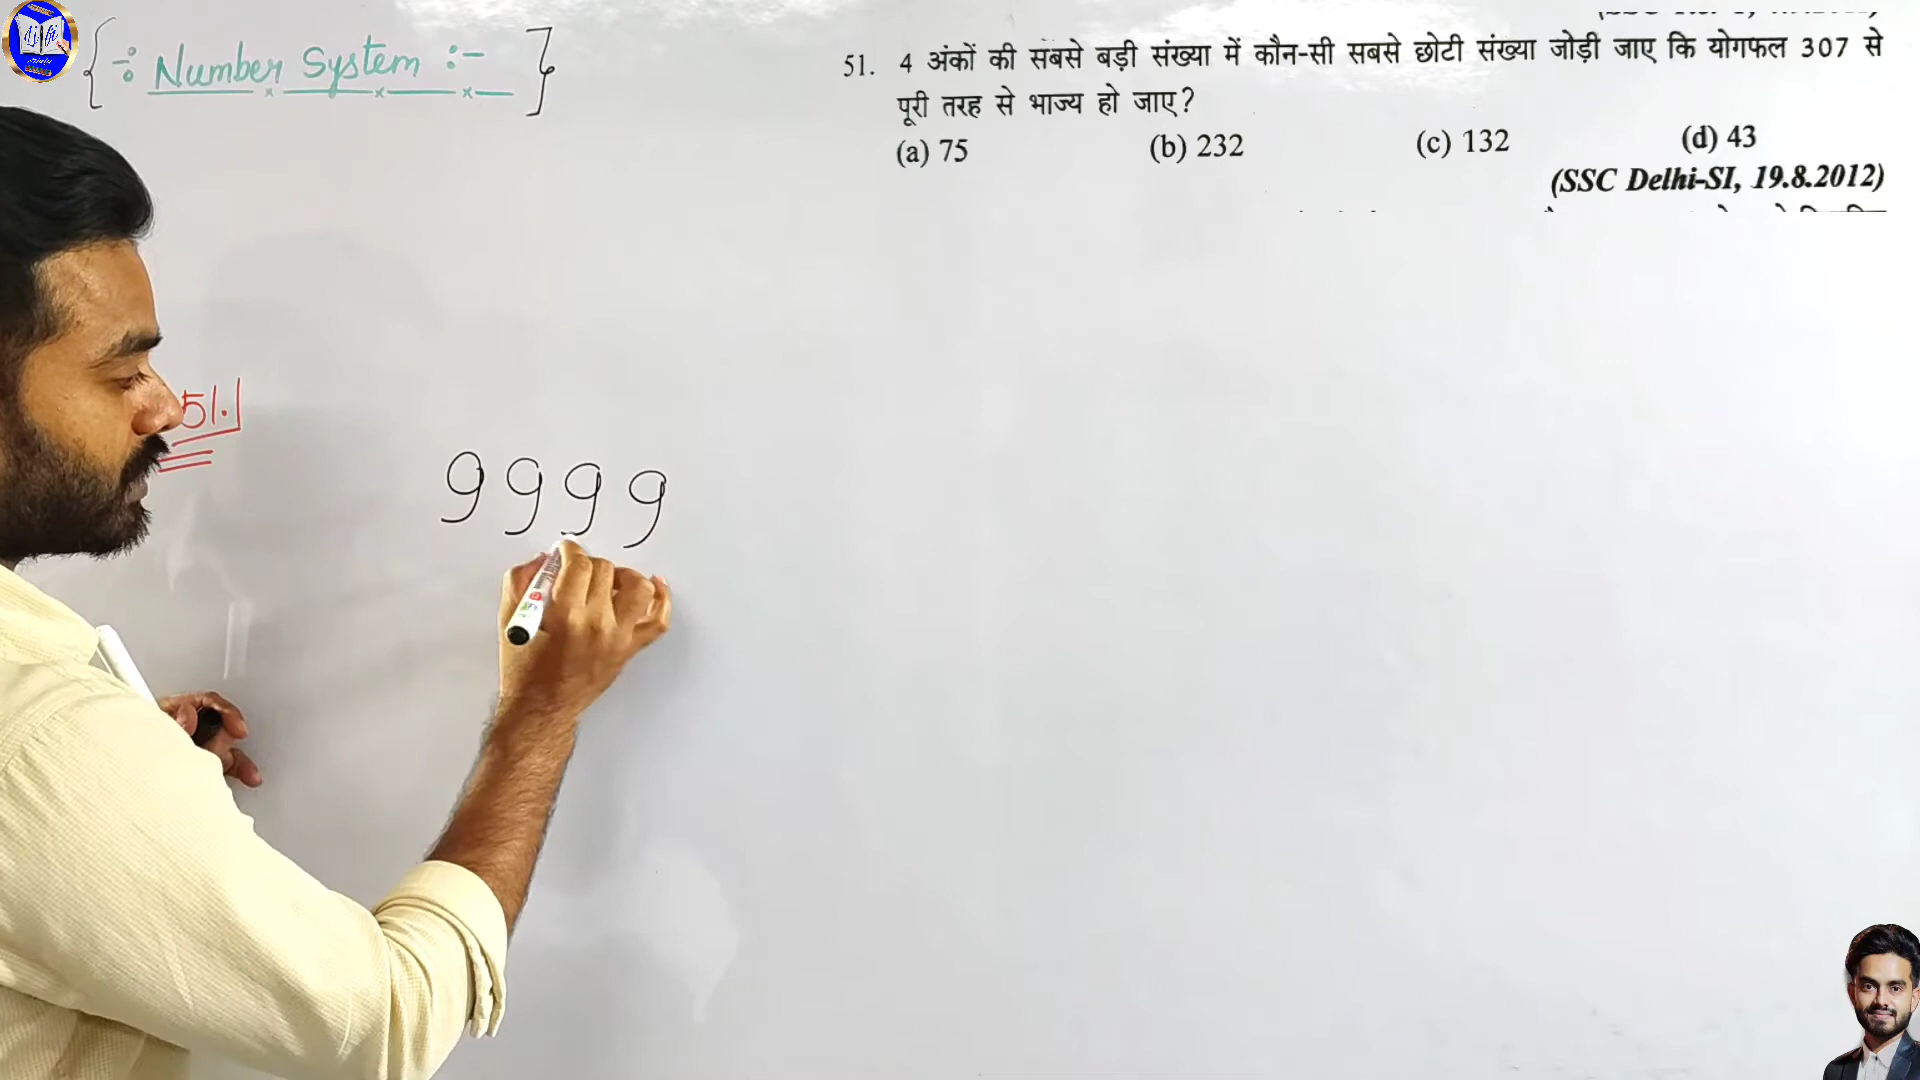 ÷ Number System :-
51. 4 अंकों की सबसे बड़ी संख्या में कौन-सी सबसे छोटी संख्या जोड़ी जाए कि योगफल 307 से
पूरी तरह से भाज्य हो जाए?
(a) 75 (b) 232 (c) 132 (d) 43
(SSC Delhi-SI, 19.8.2012)
51.
9999